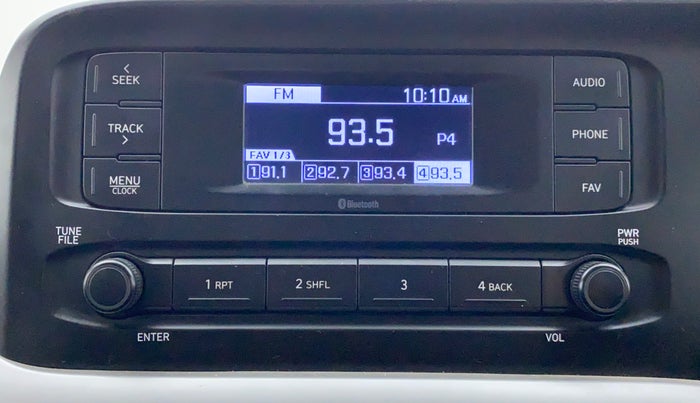 <
SEEK
TRACK
>
MENU
CLOCK
FM 10:10 AM
93.5 P4
FAV 1/3
1 91.1 2 92.7 3 93.4 4 93.5
Bluetooth
AUDIO
PHONE
FAV
TUNE
FILE
PWR
PUSH
1 RPT
2 SHFL
3
4 BACK
ENTER
VOL